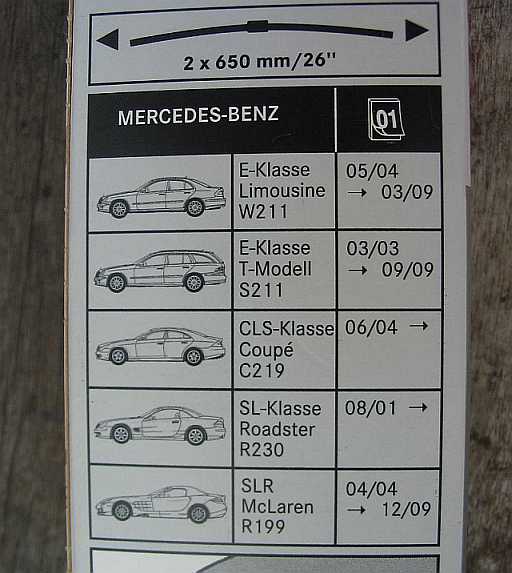 2 x 650 mm/26"
MERCEDES-BENZ 01
E-Klasse 05/04
Limousine → 03/09
W211
E-Klasse 03/03
T-Modell → 09/09
S211
CLS-Klasse 06/04 →
Coupé
C219
SL-Klasse 08/01 →
Roadster
R230
SLR 04/04
McLaren → 12/09
R199